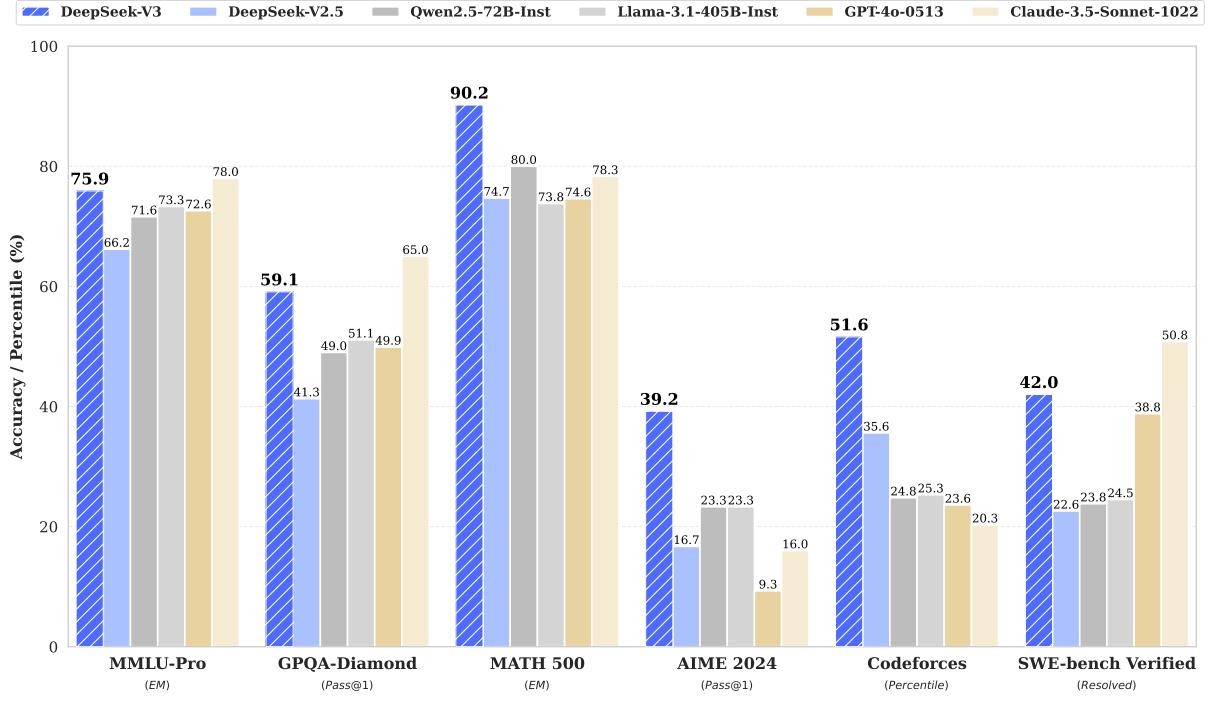 DeepSeek-V3 DeepSeek-V2.5 Qwen2.5-72B-Inst Llama-3.1-405B-Inst GPT-4o-0513 Claude-3.5-Sonnet-1022
Accuracy / Percentile (%)
100
80
60
40
20
0
75.9 66.2 71.6 73.3 72.6 78.0
59.1 41.3 49.0 51.1 49.9 65.0
90.2 74.7 80.0 73.8 74.6 78.3
39.2 16.7 23.3 23.3 9.3 16.0
51.6 35.6 24.8 25.3 23.6 20.3
42.0 22.6 23.8 24.5 38.8 50.8
MMLU-Pro GPQA-Diamond MATH 500 AIME 2024 Codeforces SWE-bench Verified
(EM) (Pass@1) (EM) (Pass@1) (Percentile) (Resolved)